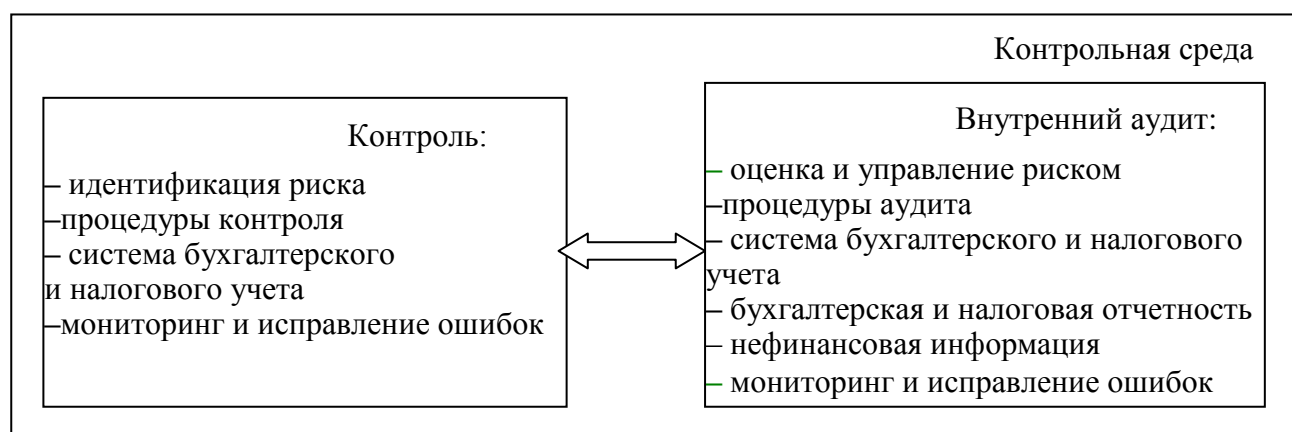 Контрольная среда
Контроль:
– идентификация риска
–процедуры контроля
– система бухгалтерского
и налогового учета
–мониторинг и исправление ошибок
Внутренний аудит:
– оценка и управление риском
–процедуры аудита
– система бухгалтерского и налогового
учета
– бухгалтерская и налоговая отчетность
– нефинансовая информация
– мониторинг и исправление ошибок